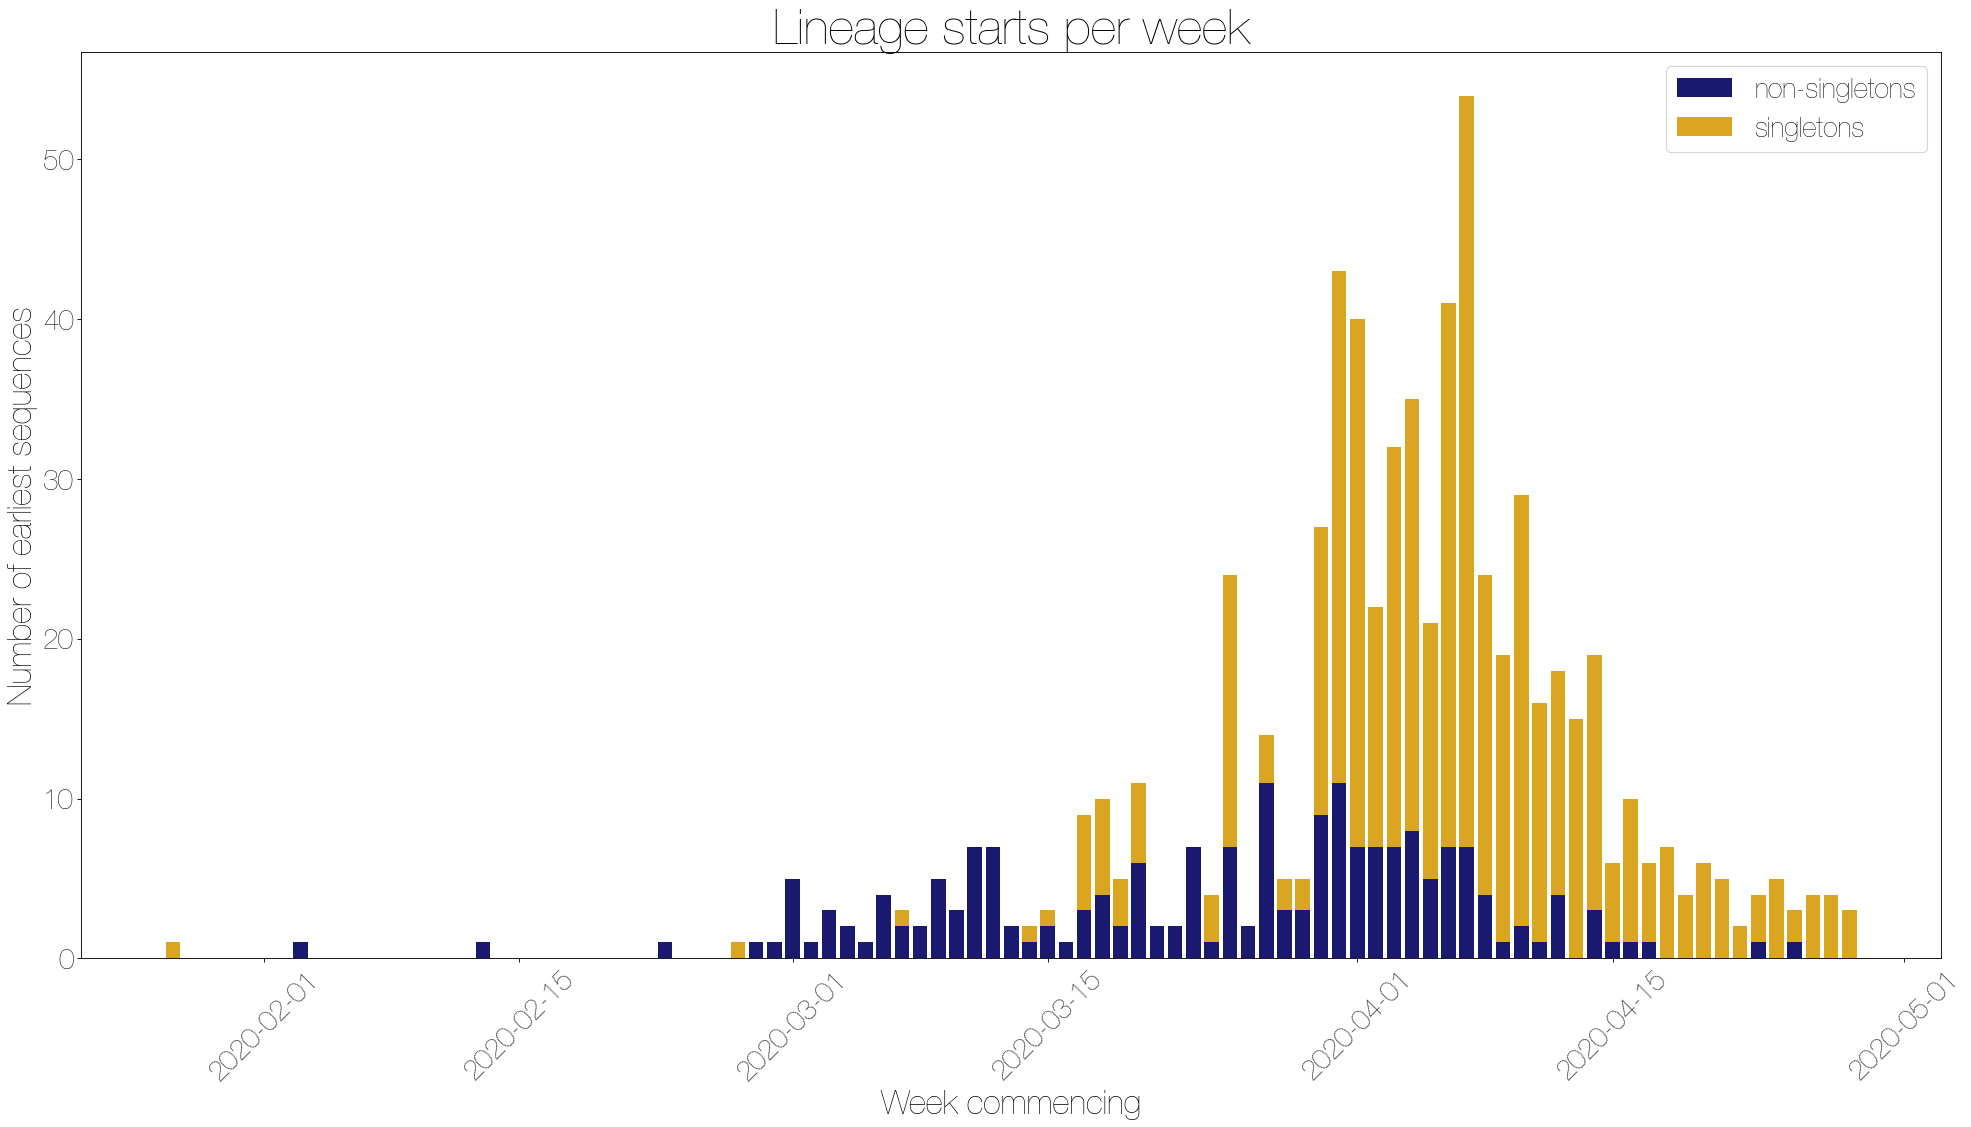 Lineage starts per week
non-singletons
singletons
Number of earliest sequences
50
40
30
20
10
0
2020-02-01
2020-02-15
2020-03-01
2020-03-15
2020-04-01
2020-04-15
2020-05-01
Week commencing